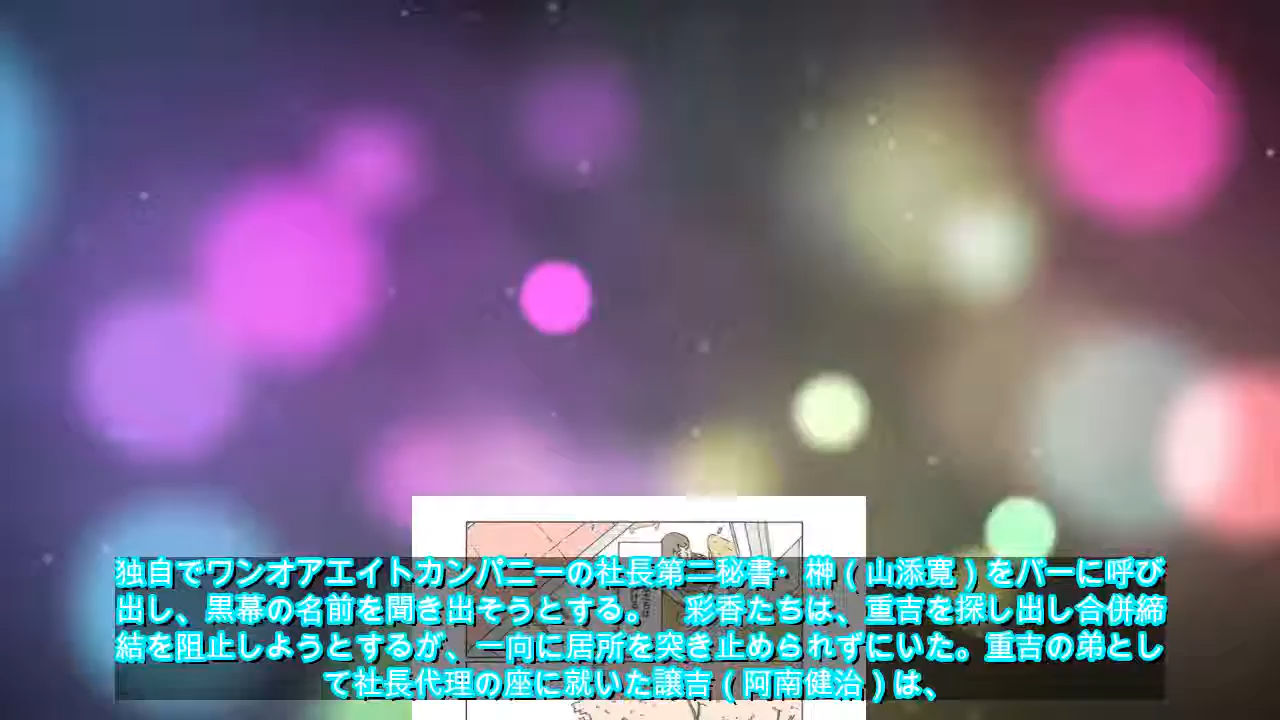 独自でワンオアエイトカンパニーの社長第二秘書·榊(山添寛)をバーに呼び
出し、黒幕の名前を聞き出そうとする。　彩香たちは、重吉を探し出し合併締
結を阻止しようとするが、一向に居所を突き止められずにいた。重吉の弟とし
て社長代理の座に就いた譲吉(阿南健治)は、